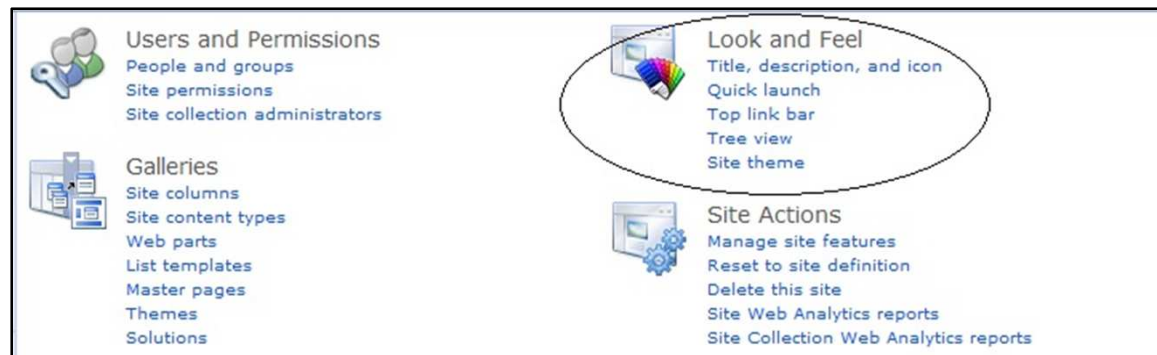 Users and Permissions
People and groups
Site permissions
Site collection administrators
Galleries
Site columns
Site content types
Web parts
List templates
Master pages
Themes
Solutions
Look and Feel
Title, description, and icon
Quick launch
Top link bar
Tree view
Site theme
Site Actions
Manage site features
Reset to site definition
Delete this site
Site Web Analytics reports
Site Collection Web Analytics reports